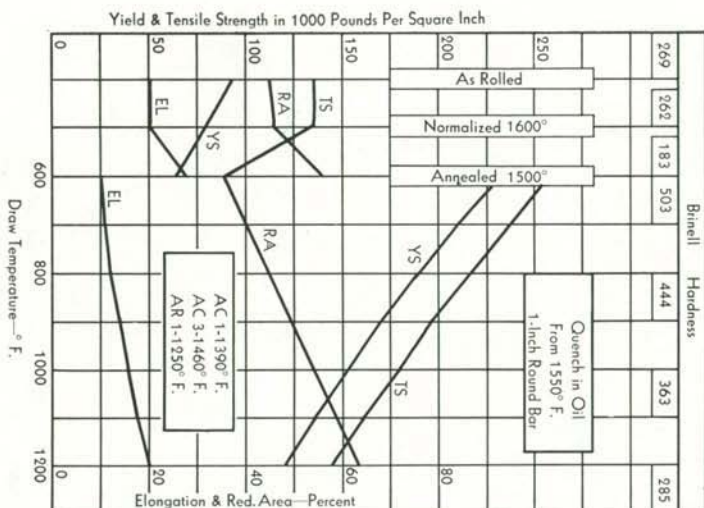 Brinell Hardness
269 262 183 503 444 363 285
Yield & Tensile Strength in 1000 Pounds Per Square Inch
250
200
150
100
50
0
As Rolled
Normalized 1600°
Annealed 1500°
Quench in Oil
From 1550° F.
1-Inch Round Bar
TS
RA
YS
EL
YS
TS
RA
EL
AC 1-1390° F.
AC 3-1460° F.
AR 1-1250° F.
80
60
40
20
0
Elongation & Red. Area—Percent
600 800 1000 1200
Draw Temperature—° F.